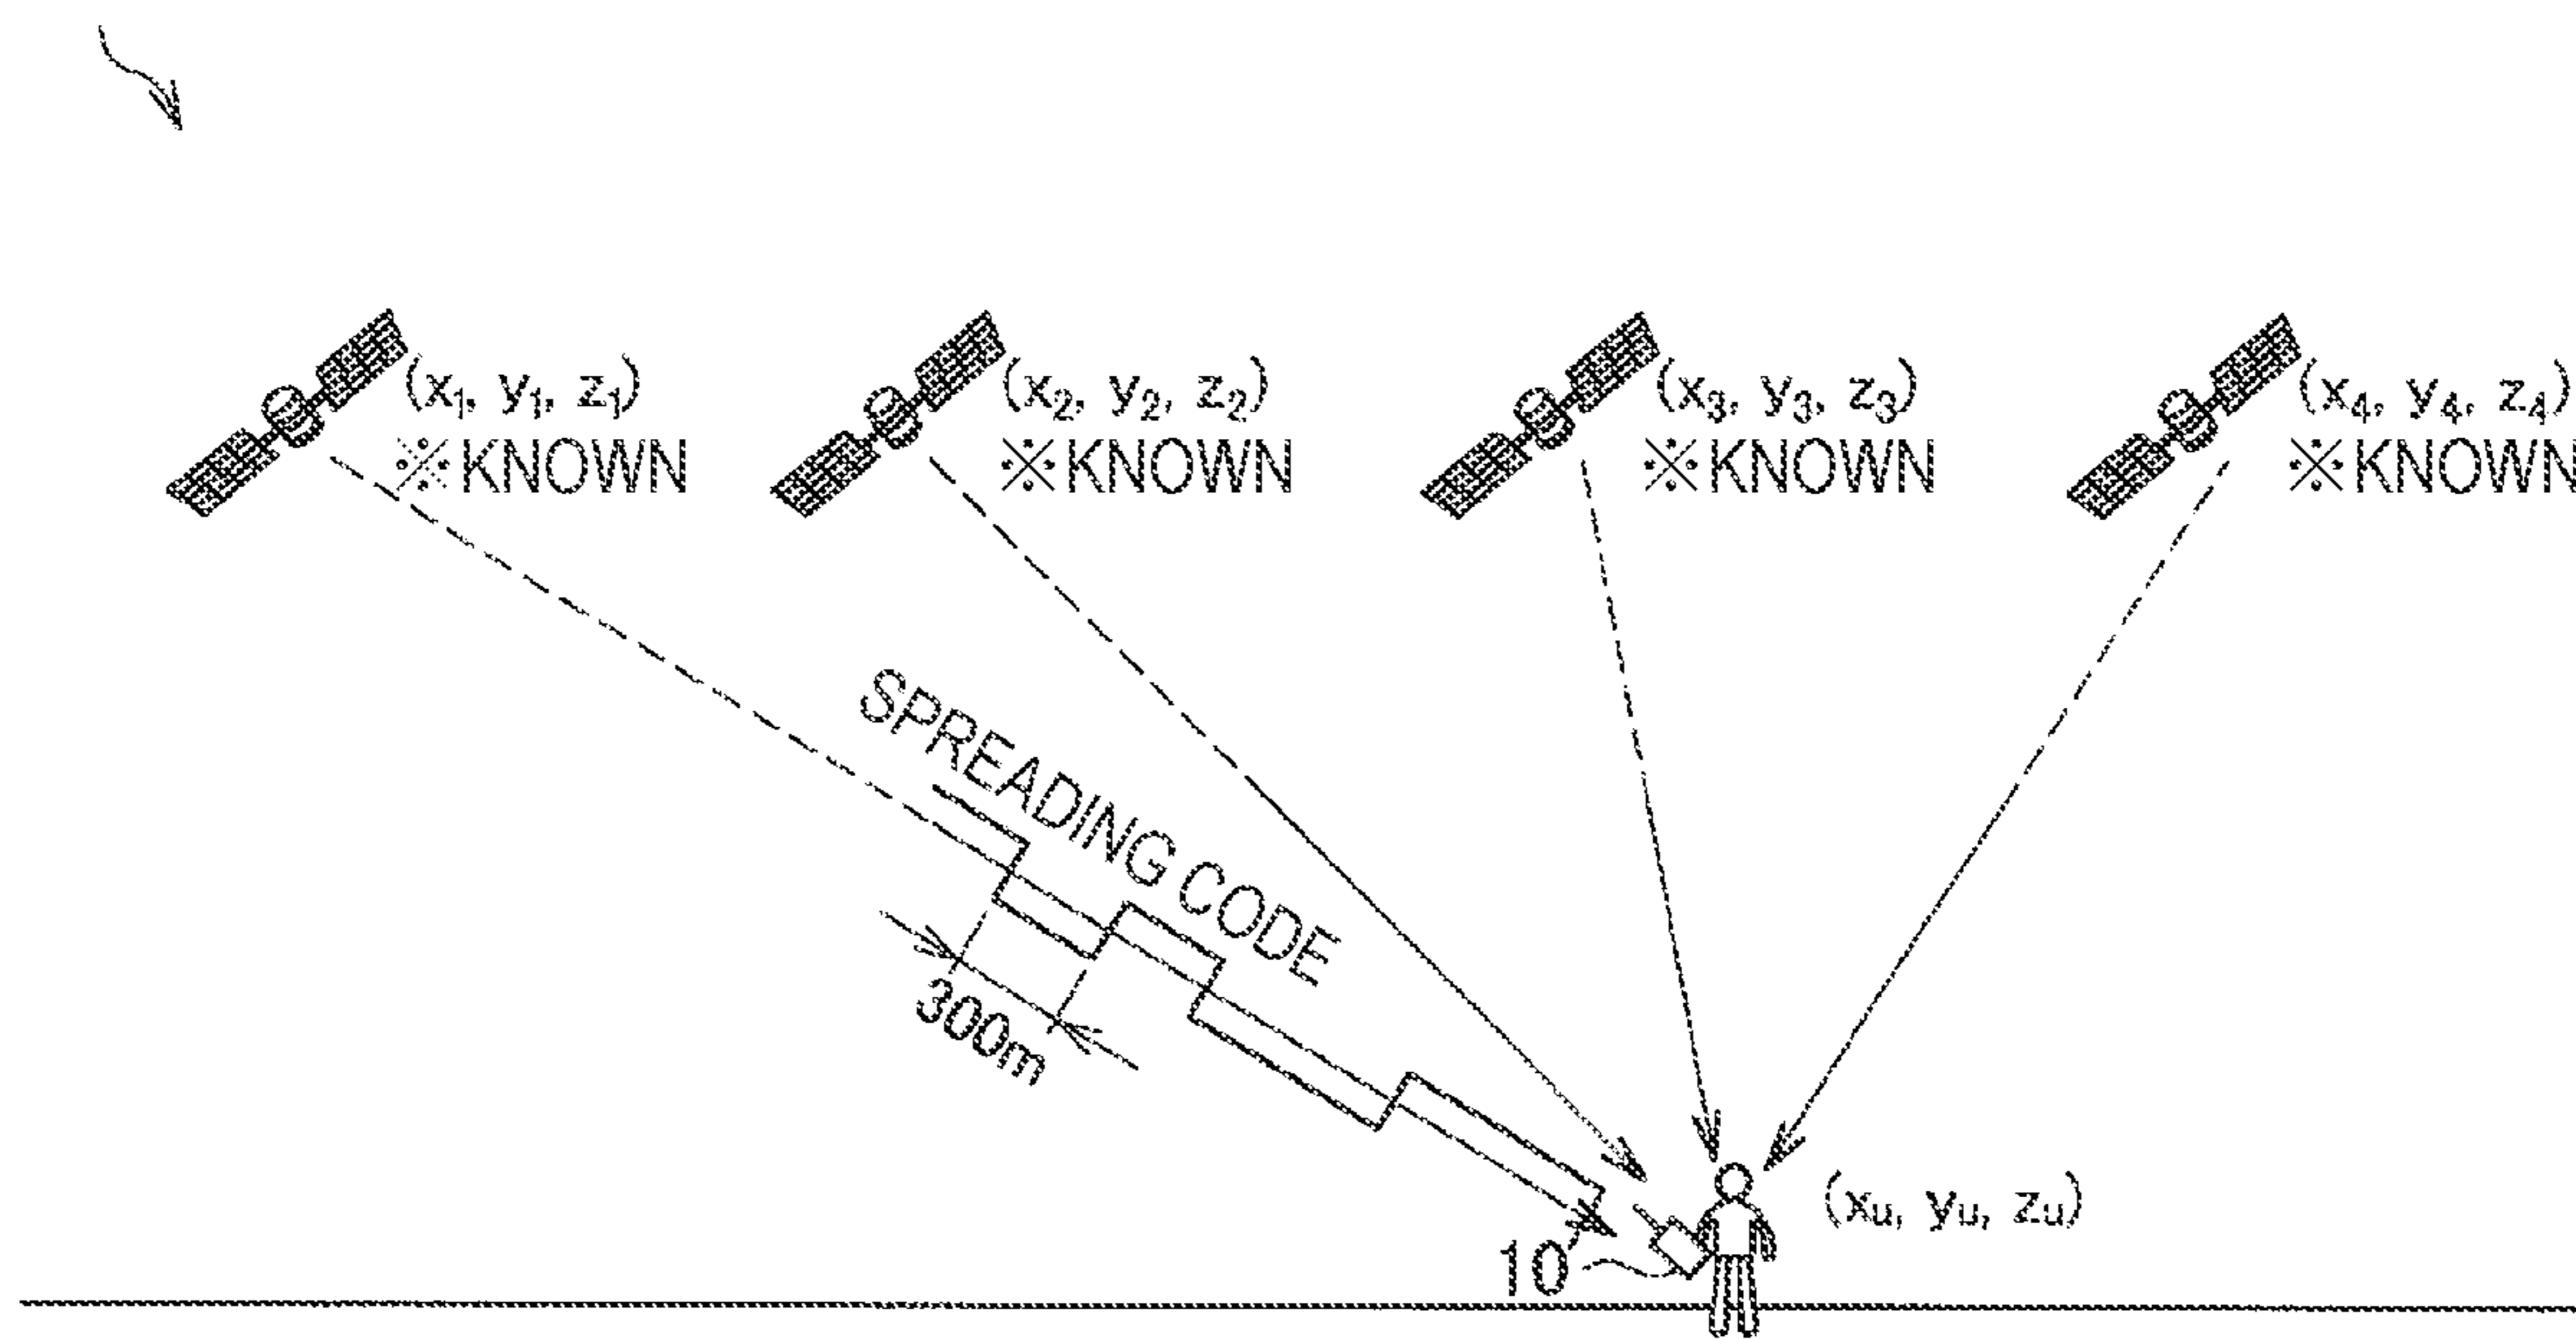 (x1, y1, z1)
※KNOWN
(x2, y2, z2)
※KNOWN
(x3, y3, z3)
※KNOWN
(x4, y4, z4)
※KNOWN
SPREADING CODE
300m
(xu, yu, zu)
10